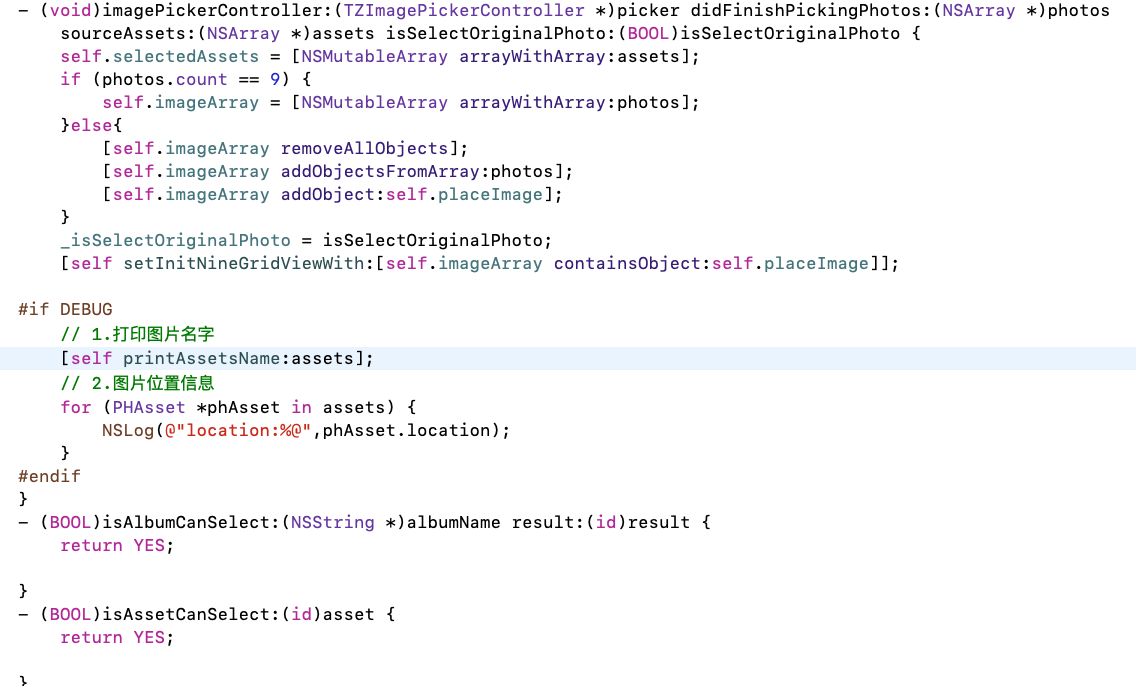 - (void)imagePickerController:(TZImagePickerController *)picker didFinishPickingPhotos:(NSArray *)photos
    sourceAssets:(NSArray *)assets isSelectOriginalPhoto:(BOOL)isSelectOriginalPhoto {
    self.selectedAssets = [NSMutableArray arrayWithArray:assets];
    if (photos.count == 9) {
        self.imageArray = [NSMutableArray arrayWithArray:photos];
    }else{
        [self.imageArray removeAllObjects];
        [self.imageArray addObjectsFromArray:photos];
        [self.imageArray addObject:self.placeImage];
    }
    _isSelectOriginalPhoto = isSelectOriginalPhoto;
    [self setInitNineGridViewWith:[self.imageArray containsObject:self.placeImage]];
#if DEBUG
    // 1.打印图片名字
    [self printAssetsName:assets];
    // 2.图片位置信息
    for (PHAsset *phAsset in assets) {
        NSLog(@"location:%@",phAsset.location);
    }
#endif
}
- (BOOL)isAlbumCanSelect:(NSString *)albumName result:(id)result {
    return YES;
}
- (BOOL)isAssetCanSelect:(id)asset {
    return YES;
}